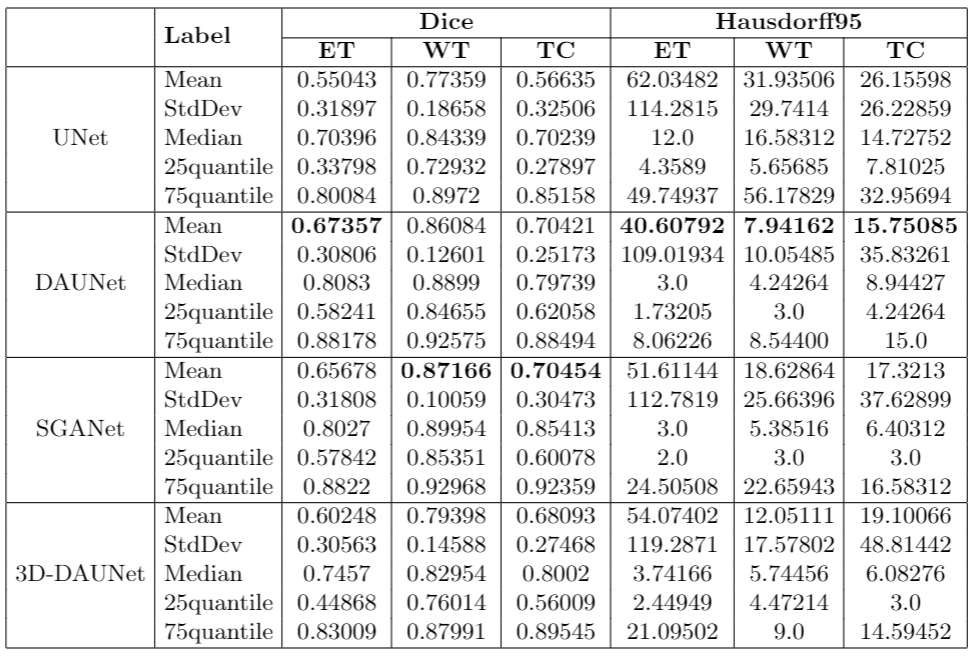 Label Dice Hausdorff95
ET WT TC ET WT TC
Mean 0.55043 0.77359 0.56635 62.03482 31.93506 26.15598
StdDev 0.31897 0.18658 0.32506 114.2815 29.7414 26.22859
UNet Median 0.70396 0.84339 0.70239 12.0 16.58312 14.72752
25quantile 0.33798 0.72932 0.27897 4.3589 5.65685 7.81025
75quantile 0.80084 0.8972 0.85158 49.74937 56.17829 32.95694
Mean 0.67357 0.86084 0.70421 40.60792 7.94162 15.75085
StdDev 0.30806 0.12601 0.25173 109.01934 10.05485 35.83261
DAUNet Median 0.8083 0.8899 0.79739 3.0 4.24264 8.94427
25quantile 0.58241 0.84655 0.62058 1.73205 3.0 4.24264
75quantile 0.88178 0.92575 0.88494 8.06226 8.54400 15.0
Mean 0.65678 0.87166 0.70454 51.61144 18.62864 17.3213
StdDev 0.31808 0.10059 0.30473 112.7819 25.66396 37.62899
SGANet Median 0.8027 0.89954 0.85413 3.0 5.38516 6.40312
25quantile 0.57842 0.85351 0.60078 2.0 3.0 3.0
75quantile 0.8822 0.92968 0.92359 24.50508 22.65943 16.58312
Mean 0.60248 0.79398 0.68093 54.07402 12.05111 19.10066
StdDev 0.30563 0.14588 0.27468 119.2871 17.57802 48.81442
3D-DAUNet Median 0.7457 0.82954 0.8002 3.74166 5.74456 6.08276
25quantile 0.44868 0.76014 0.56009 2.44949 4.47214 3.0
75quantile 0.83009 0.87991 0.89545 21.09502 9.0 14.59452